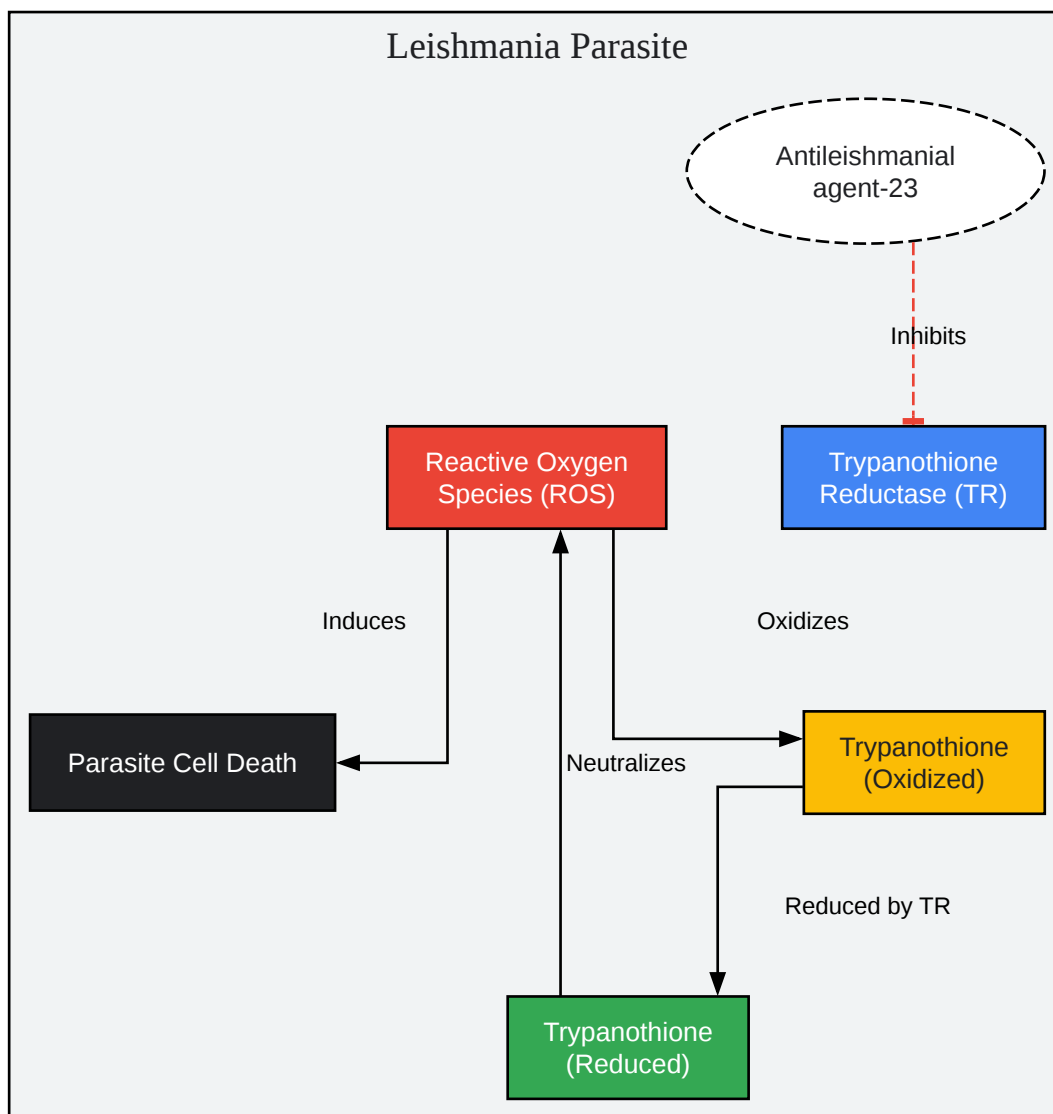 Leishmania Parasite
Antileishmanial
agent-23
Inhibits
Reactive Oxygen
Species (ROS)
Trypanothione
Reductase (TR)
Induces
Oxidizes
Parasite Cell Death
Neutralizes
Trypanothione
(Oxidized)
Reduced by TR
Trypanothione
(Reduced)